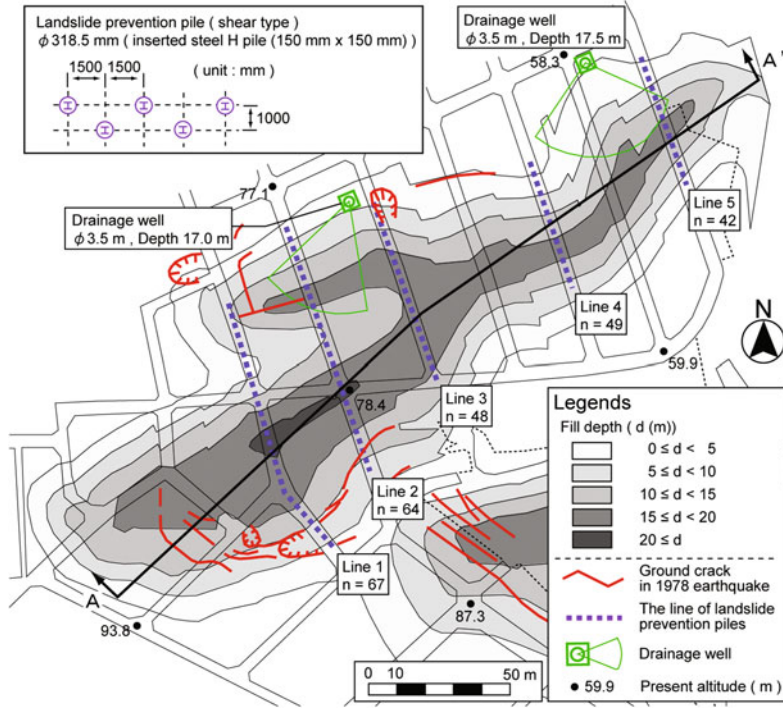 Landslide prevention pile ( shear type )
ϕ 318.5 mm ( inserted steel H pile (150 mm x 150 mm) )
1500 1500
( unit : mm )
1000
Drainage well
ϕ 3.5 m , Depth 17.5 m
58.3
A'
77.1
Drainage well
ϕ 3.5 m , Depth 17.0 m
Line 5
n = 42
Line 4
n = 49
N
59.9
78.4
Line 3
n = 48
Line 2
n = 64
Line 1
n = 67
A
93.8
87.3
0 10 50 m
Legends
Fill depth ( d (m))
0 ≤ d < 5
5 ≤ d < 10
10 ≤ d < 15
15 ≤ d < 20
20 ≤ d
Ground crack
in 1978 earthquake
The line of landslide
prevention piles
Drainage well
59.9 Present altitude ( m )